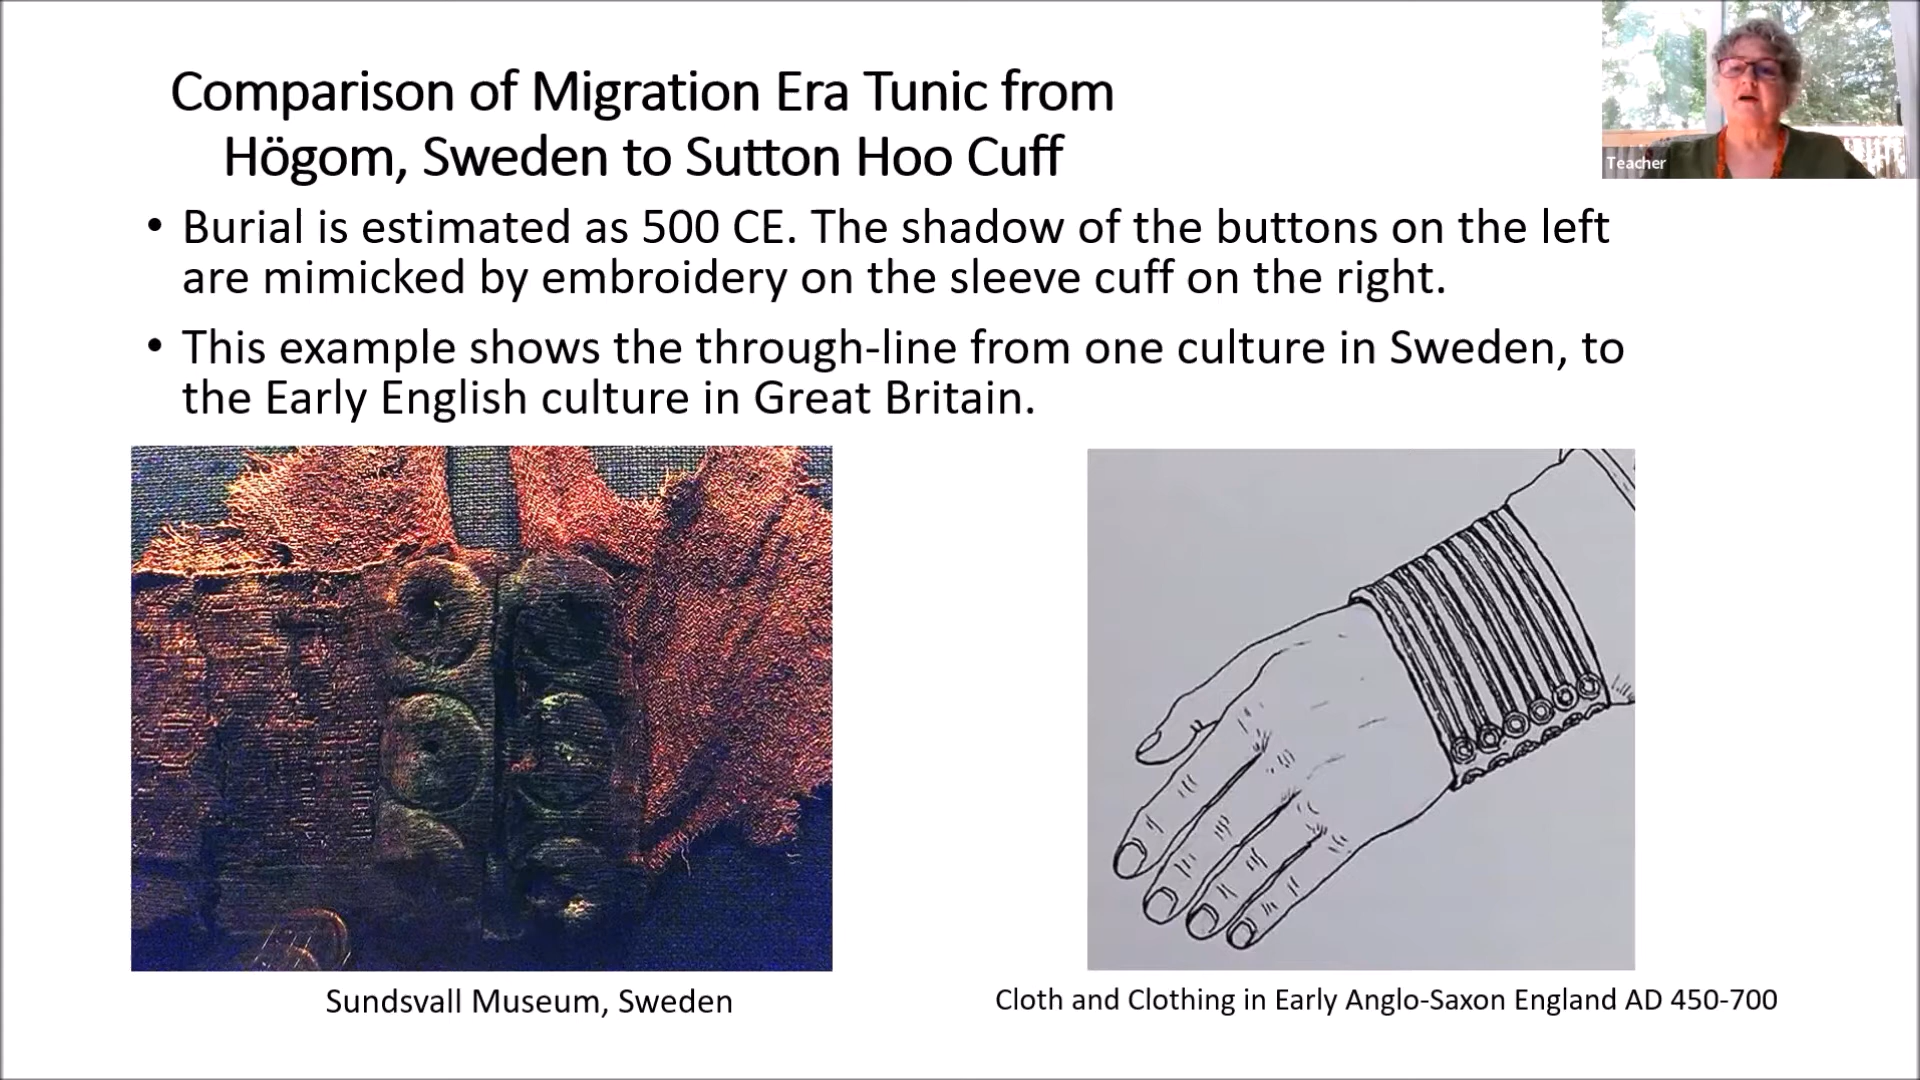 Comparison of Migration Era Tunic from
Högom, Sweden to Sutton Hoo Cuff
Teacher
• Burial is estimated as 500 CE. The shadow of the buttons on the left
are mimicked by embroidery on the sleeve cuff on the right.
• This example shows the through-line from one culture in Sweden, to
the Early English culture in Great Britain.
Sundsvall Museum, Sweden
Cloth and Clothing in Early Anglo-Saxon England AD 450-700